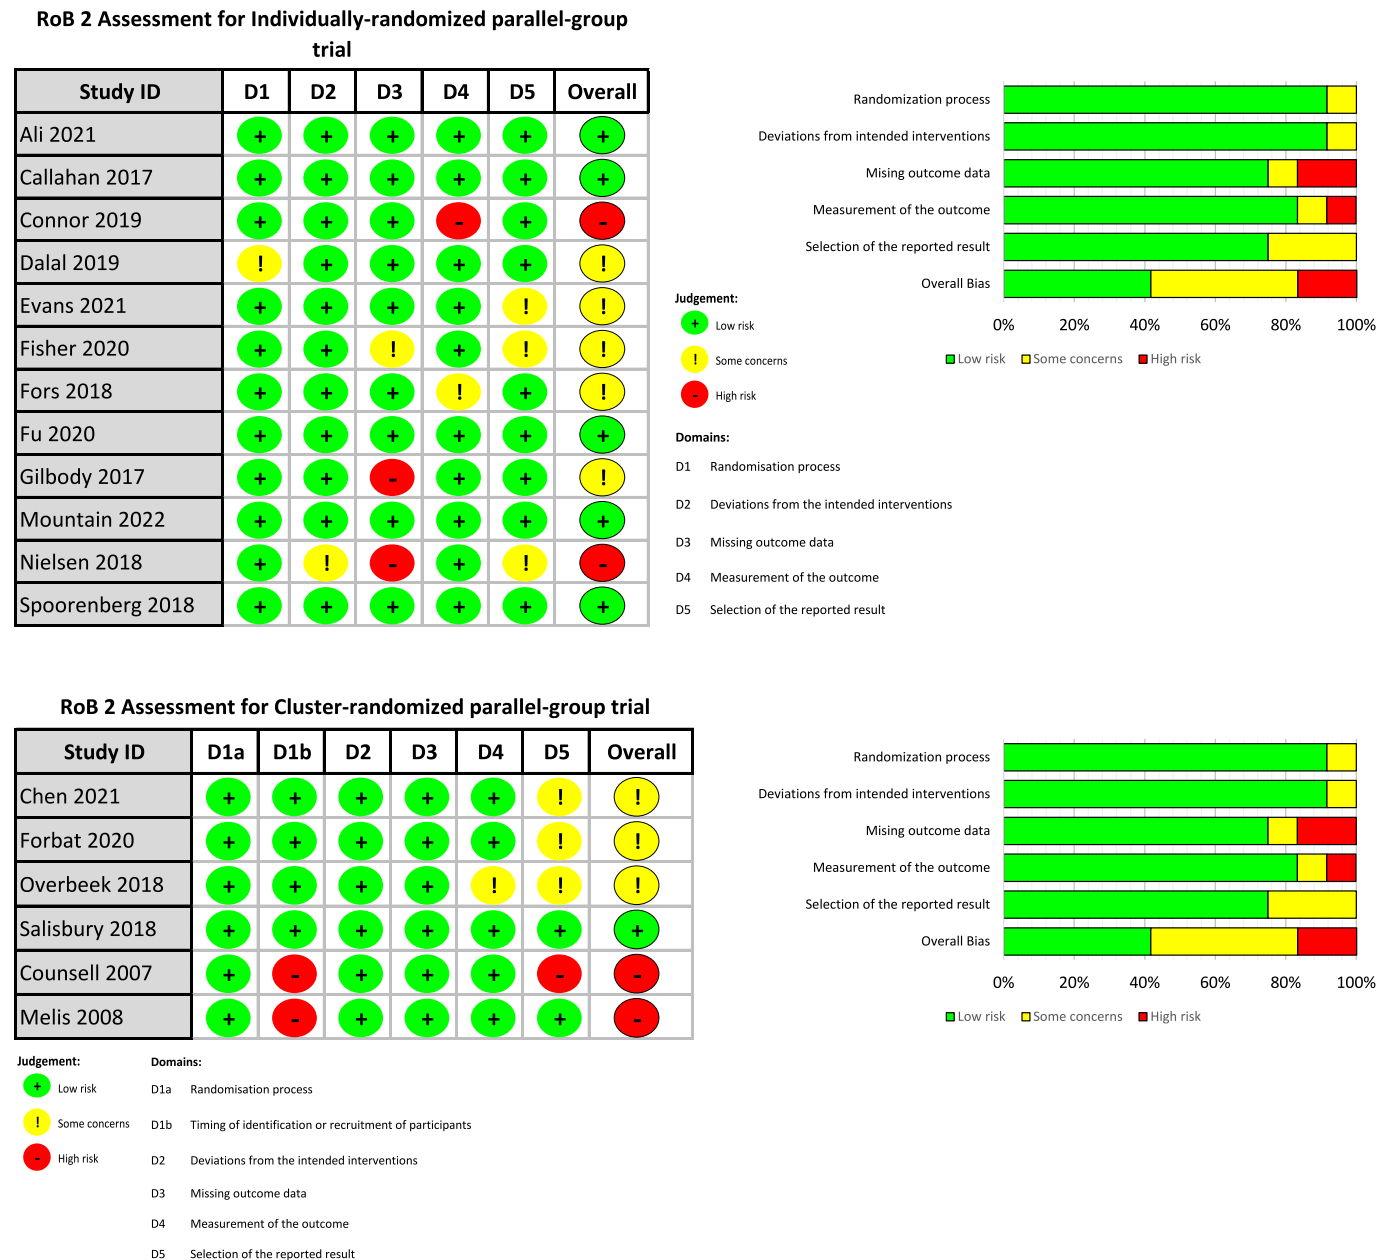 RoB 2 Assessment for Individually-randomized parallel-group
trial
Study ID D1 D2 D3 D4 D5 Overall
Ali 2021 + + + + + +
Callahan 2017 + + + + + +
Connor 2019 + + + - + -
Dalal 2019 ! + + + + !
Evans 2021 + + + + ! !
Fisher 2020 + + ! + ! !
Fors 2018 + + + ! + !
Fu 2020 + + + + + +
Gilbody 2017 + + - + + !
Mountain 2022 + + + + + +
Nielsen 2018 + ! - + ! -
Spoorenberg 2018 + + + + + +
Randomization process
Deviations from intended interventions
Mising outcome data
Measurement of the outcome
Selection of the reported result
Overall Bias
0% 20% 40% 60% 80% 100%
Low risk Some concerns High risk
Judgement:
+ Low risk
! Some concerns
- High risk
Domains:
D1 Randomisation process
D2 Deviations from the intended interventions
D3 Missing outcome data
D4 Measurement of the outcome
D5 Selection of the reported result
RoB 2 Assessment for Cluster-randomized parallel-group trial
Study ID D1a D1b D2 D3 D4 D5 Overall
Chen 2021 + + + + + ! !
Forbat 2020 + + + + + ! !
Overbeek 2018 + + + + ! ! !
Salisbury 2018 + + + + + + +
Counsell 2007 + - + + + - -
Melis 2008 + - + + + + -
Randomization process
Deviations from intended interventions
Mising outcome data
Measurement of the outcome
Selection of the reported result
Overall Bias
0% 20% 40% 60% 80% 100%
Low risk Some concerns High risk
Judgement:
+ Low risk
! Some concerns
- High risk
Domains:
D1a Randomisation process
D1b Timing of identification or recruitment of participants
D2 Deviations from the intended interventions
D3 Missing outcome data
D4 Measurement of the outcome
D5 Selection of the reported result